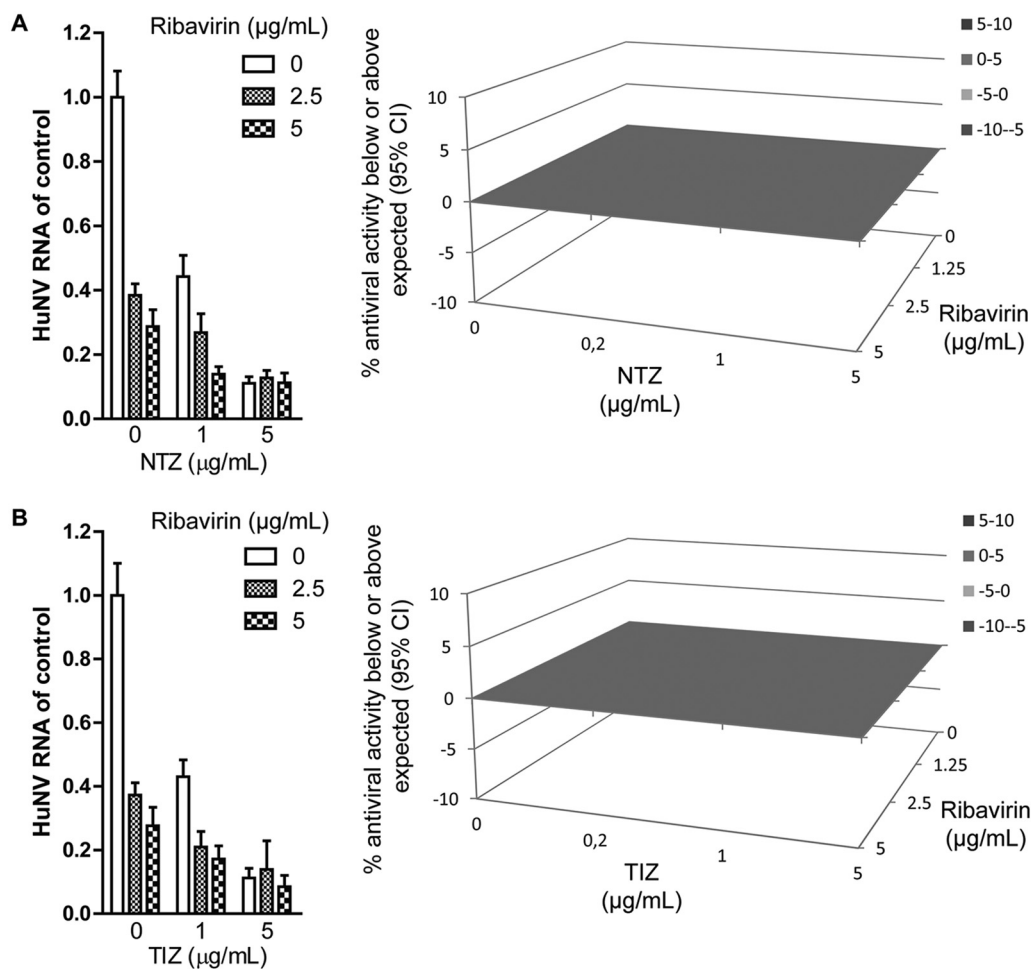 A
Ribavirin (µg/mL)
0
2.5
5
HuNV RNA of control
1.2
1.0
0.8
0.6
0.4
0.2
0.0
0 1 5
NTZ (µg/mL)
% antiviral activity below or above
expected (95% CI)
10
5
0
-5
-10
0 0,2 1 5
NTZ
(µg/mL)
0
1.25
2.5
5
Ribavirin
(µg/mL)
5-10
0-5
-5-0
-10--5
B
Ribavirin (µg/mL)
0
2.5
5
HuNV RNA of control
1.2
1.0
0.8
0.6
0.4
0.2
0.0
0 1 5
TIZ (µg/mL)
% antiviral activity below or above
expected (95% CI)
10
5
0
-5
-10
0 0,2 1 5
TIZ
(µg/mL)
0
1.25
2.5
5
Ribavirin
(µg/mL)
5-10
0-5
-5-0
-10--5